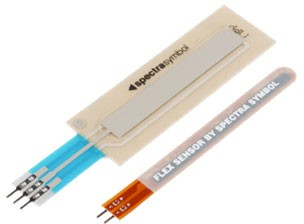 spectrasymbol
FLEX SENSOR BY SPECTRA SYMBOL